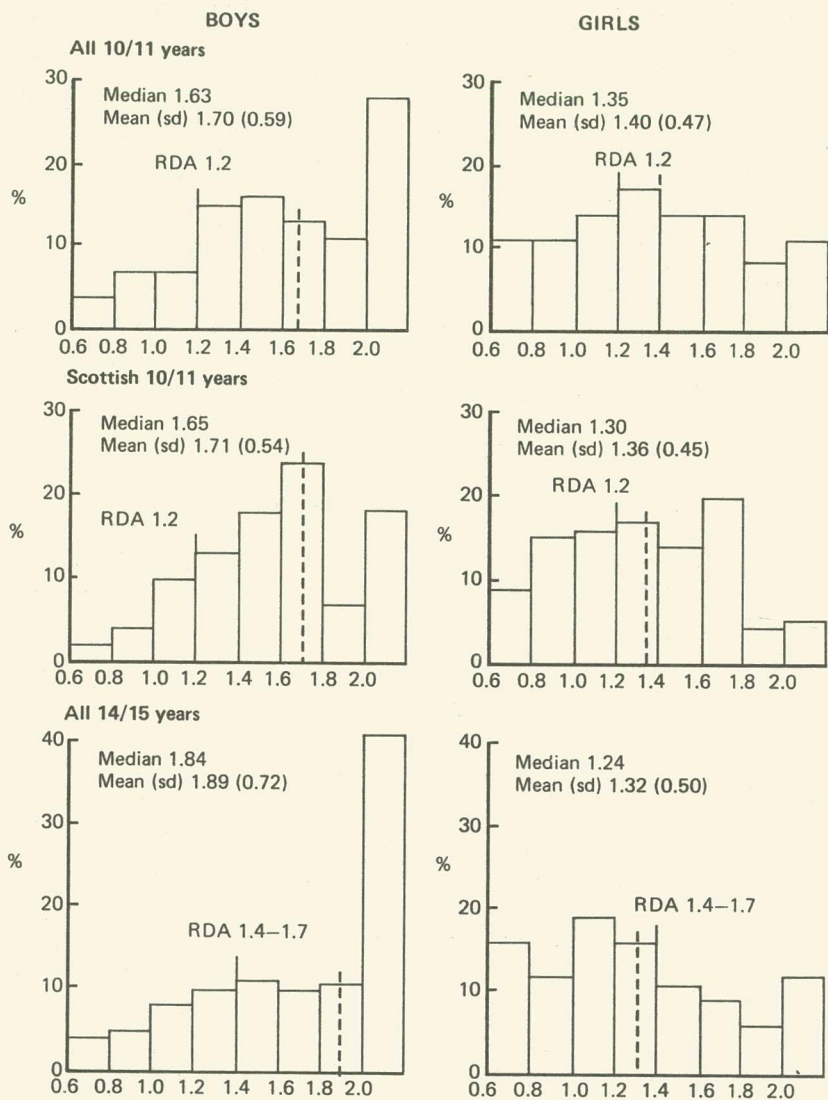 BOYS
GIRLS
All 10/11 years
Median 1.63
Mean (sd) 1.70 (0.59)
RDA 1.2
%
30
20
10
0
0.6 0.8 1.0 1.2 1.4 1.6 1.8 2.0
Median 1.35
Mean (sd) 1.40 (0.47)
RDA 1.2
%
30
20
10
0
0.6 0.8 1.0 1.2 1.4 1.6 1.8 2.0
Scottish 10/11 years
Median 1.65
Mean (sd) 1.71 (0.54)
RDA 1.2
%
30
20
10
0
0.6 0.8 1.0 1.2 1.4 1.6 1.8 2.0
Median 1.30
Mean (sd) 1.36 (0.45)
RDA 1.2
%
30
20
10
0
0.6 0.8 1.0 1.2 1.4 1.6 1.8 2.0
All 14/15 years
Median 1.84
Mean (sd) 1.89 (0.72)
RDA 1.4–1.7
%
40
30
20
10
0
0.6 0.8 1.0 1.2 1.4 1.6 1.8 2.0
Median 1.24
Mean (sd) 1.32 (0.50)
RDA 1.4–1.7
%
40
30
20
10
0
0.6 0.8 1.0 1.2 1.4 1.6 1.8 2.0